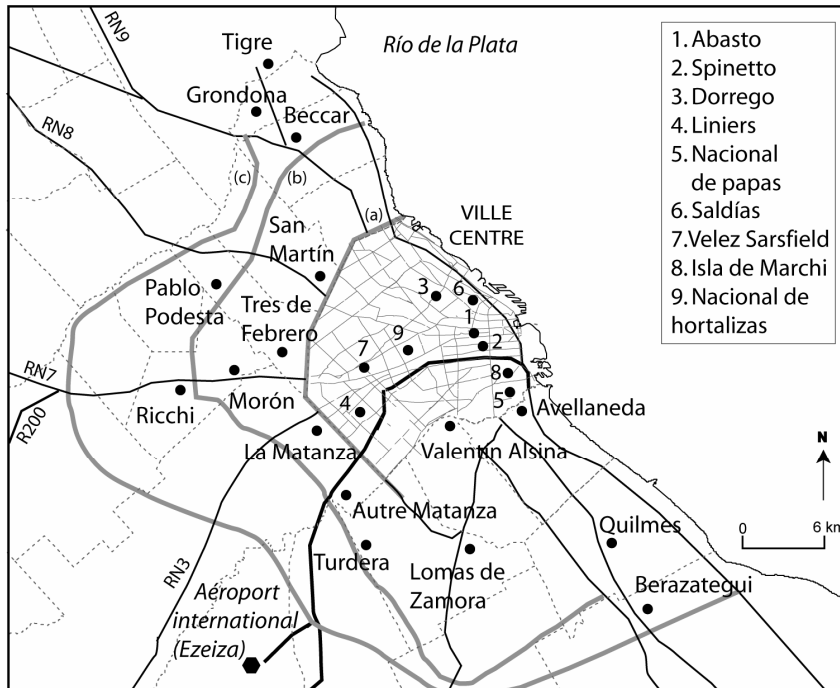 RN9
Tigre
Río de la Plata
Grondona
Beccar
RN8
(c)
(b)
(a)
San
Martín
VILLE
CENTRE
Pablo
Podesta
Tres de
Febrero
3
6
1
2
9
7
8
5
4
RN7
R200
Ricchi
Morón
La Matanza
Avellaneda
Valentin Alsina
Autre Matanza
Turdera
Lomas de
Zamora
Quilmes
Berazategui
RN3
Aéroport
international
(Ezeiza)
1. Abasto
2. Spinetto
3. Dorrego
4. Liniers
5. Nacional
de papas
6. Saldías
7.Velez Sarsfield
8. Isla de Marchi
9. Nacional de
hortalizas
N
0 6 km